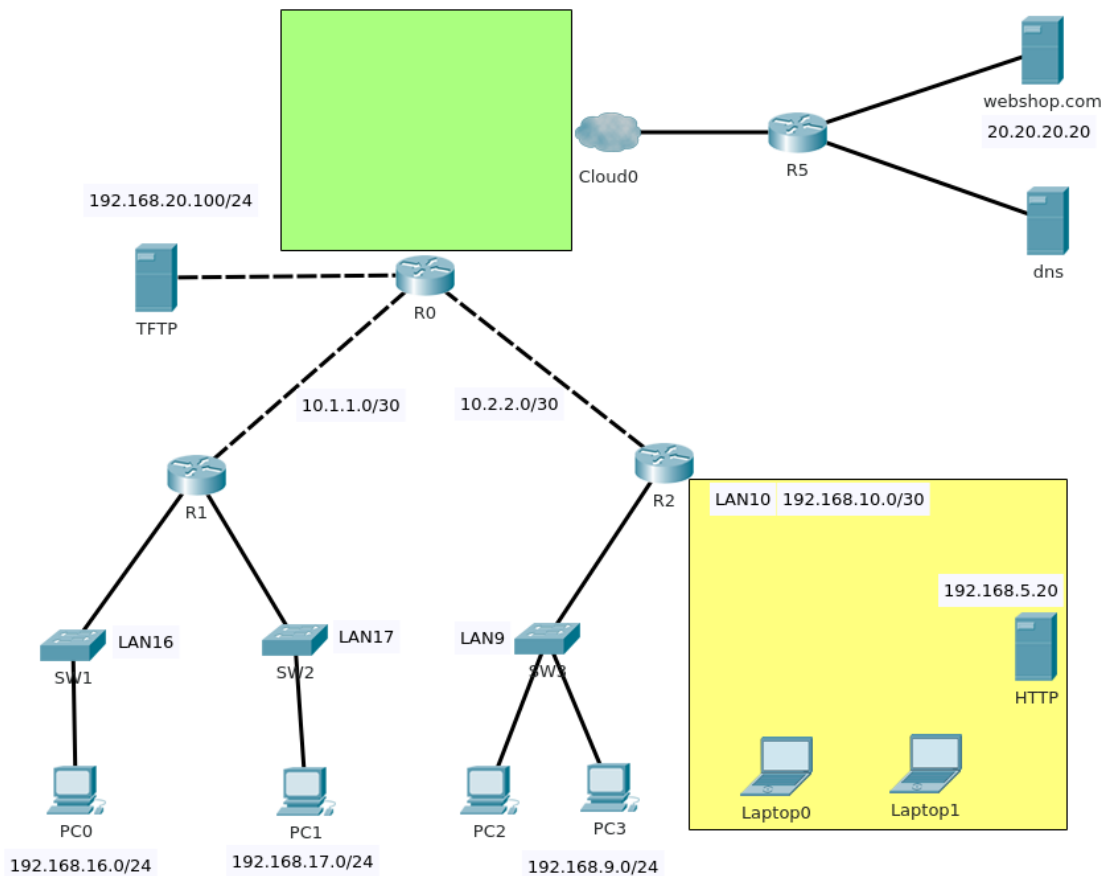 webshop.com
20.20.20.20
Cloud0
R5
192.168.20.100/24
dns
TFTP
R0
10.1.1.0/30
10.2.2.0/30
R1
R2
LAN10
192.168.10.0/30
192.168.5.20
LAN16
LAN17
LAN9
SW1
SW2
SW3
HTTP
PC0
PC1
PC2
PC3
Laptop0
Laptop1
192.168.16.0/24
192.168.17.0/24
192.168.9.0/24